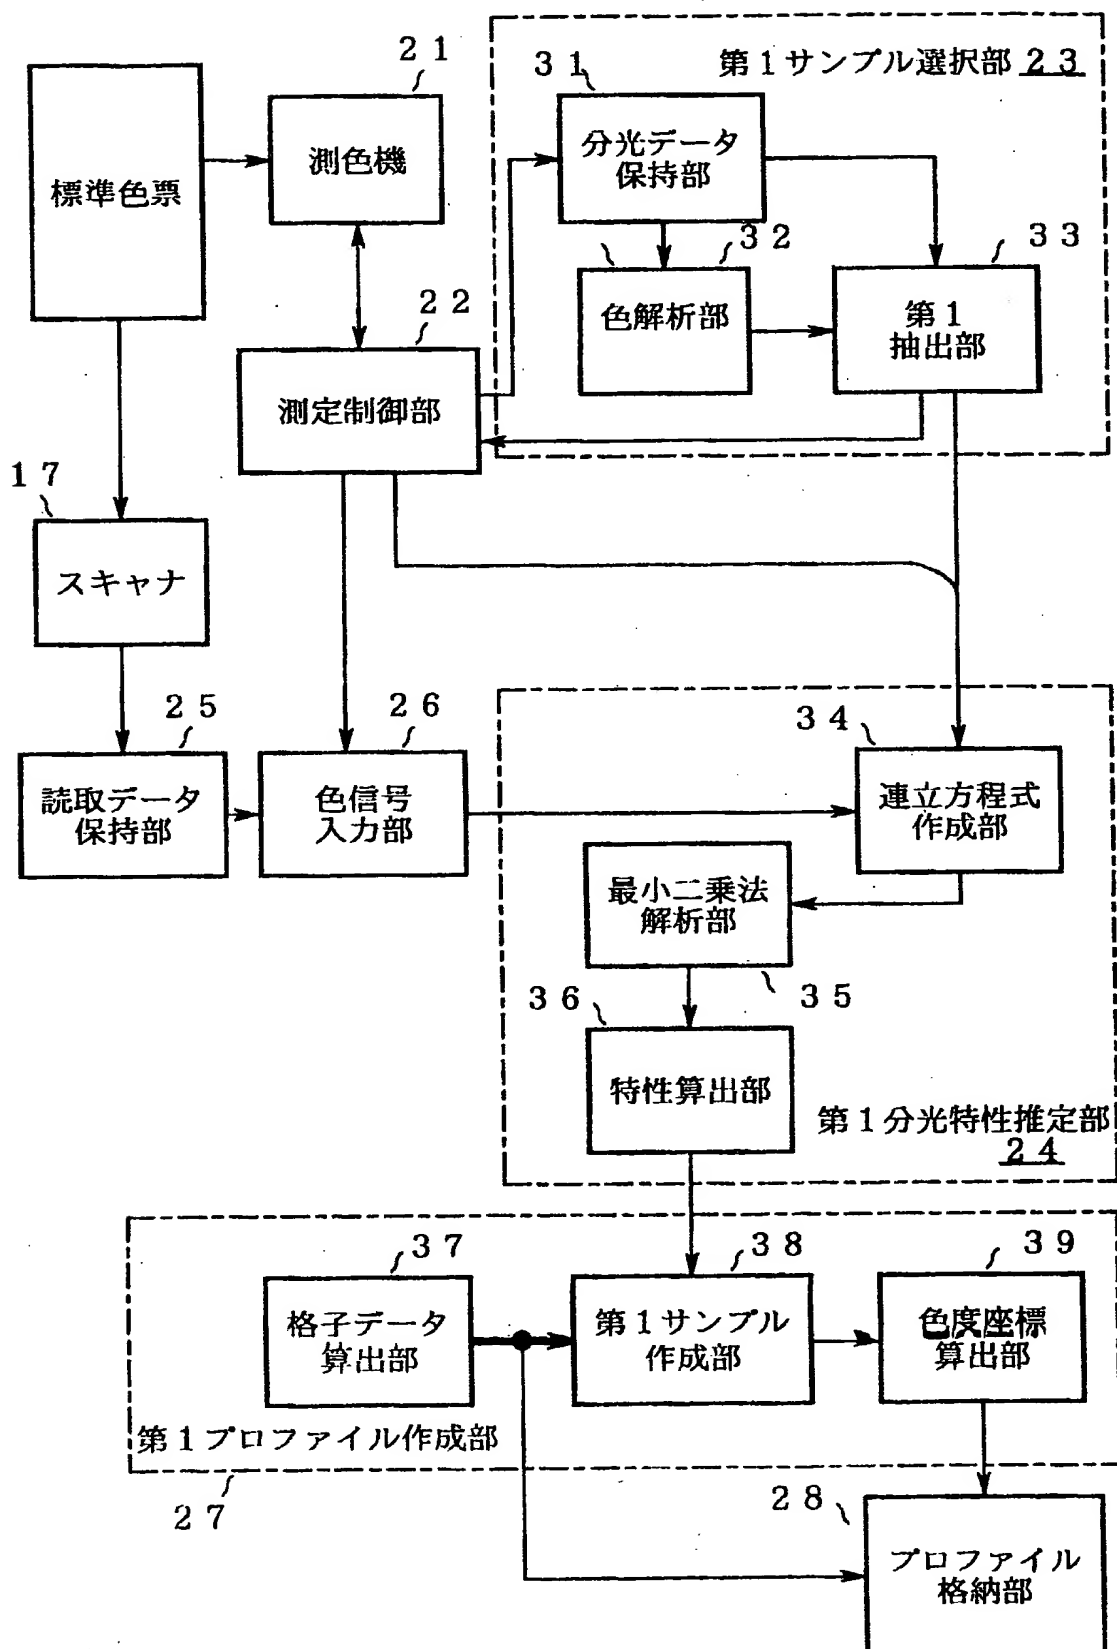 ２１
３１
第１サンプル選択部 ２３
標準色票
測色機
分光データ
保持部
３２
３３
２２
色解析部
第１
抽出部
測定制御部
１７
スキャナ
２５
２６
３４
読取データ
保持部
色信号
入力部
連立方程式
作成部
最小二乗法
解析部
３６
３５
特性算出部
第１分光特性推定部
２４
３７
３８
３９
格子データ
算出部
第１サンプル
作成部
色度座標
算出部
第１プロファイル作成部
２７
２８
プロファイル
格納部